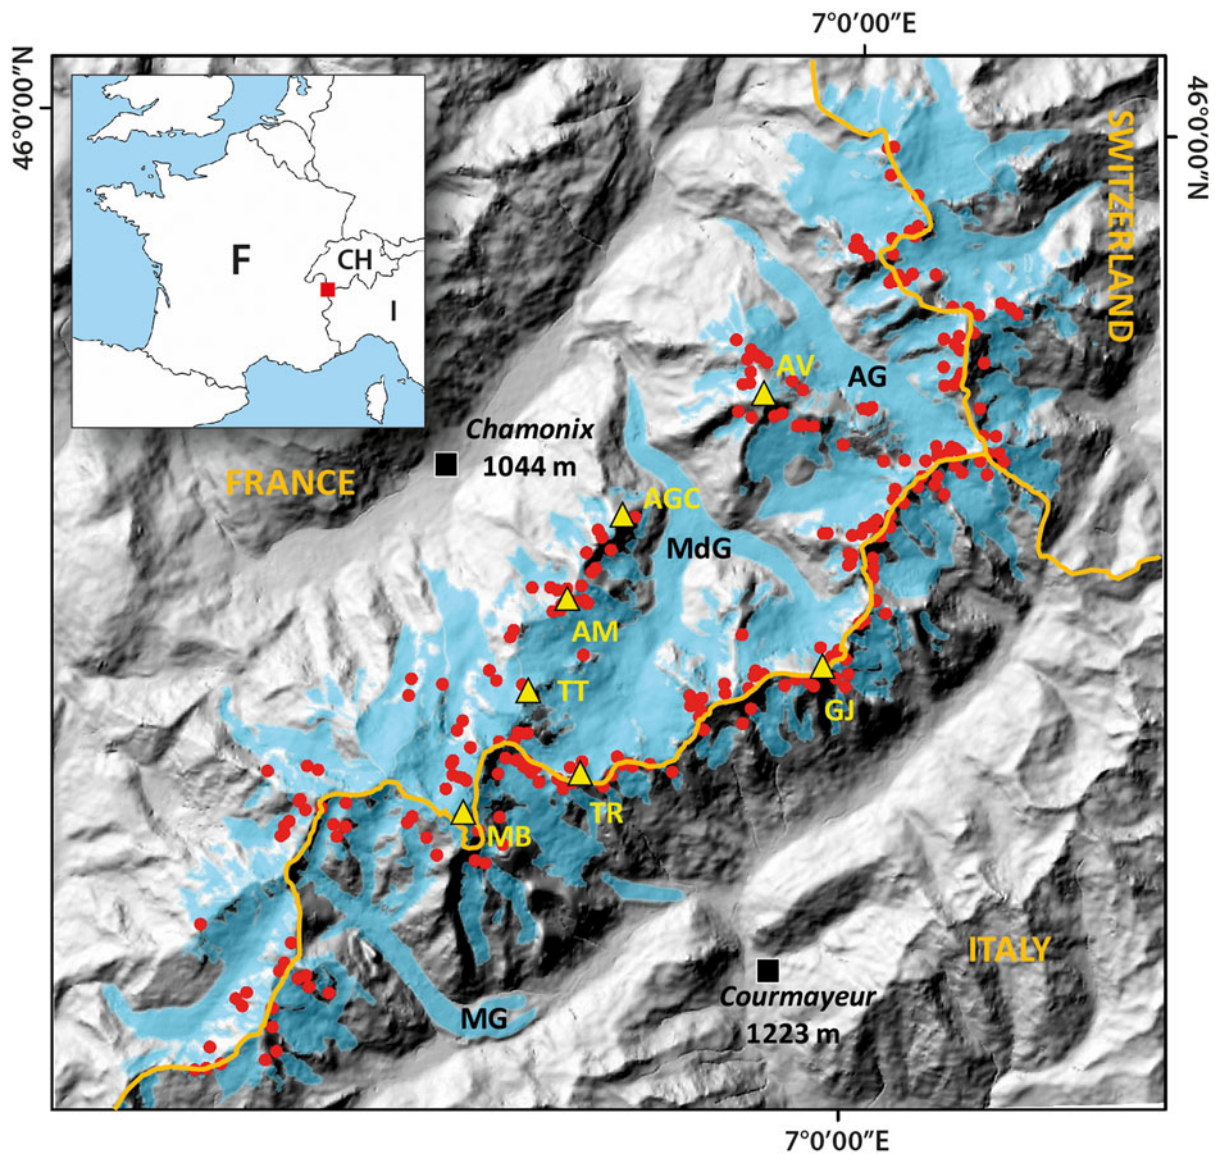 7°0'00"E
46°0'00"N
46°0'00"N
SWITZERLAND
F
CH
I
AV
AG
Chamonix
1044 m
FRANCE
AGC
MdG
AM
TT
GJ
TR
MB
ITALY
Courmayeur
1223 m
MG
7°0'00"E